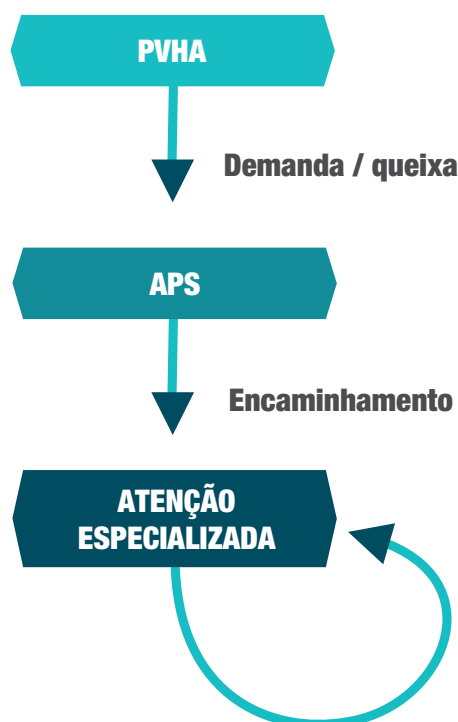 PVHA
Demanda / queixa
APS
Encaminhamento
ATENÇÃO
ESPECIALIZADA